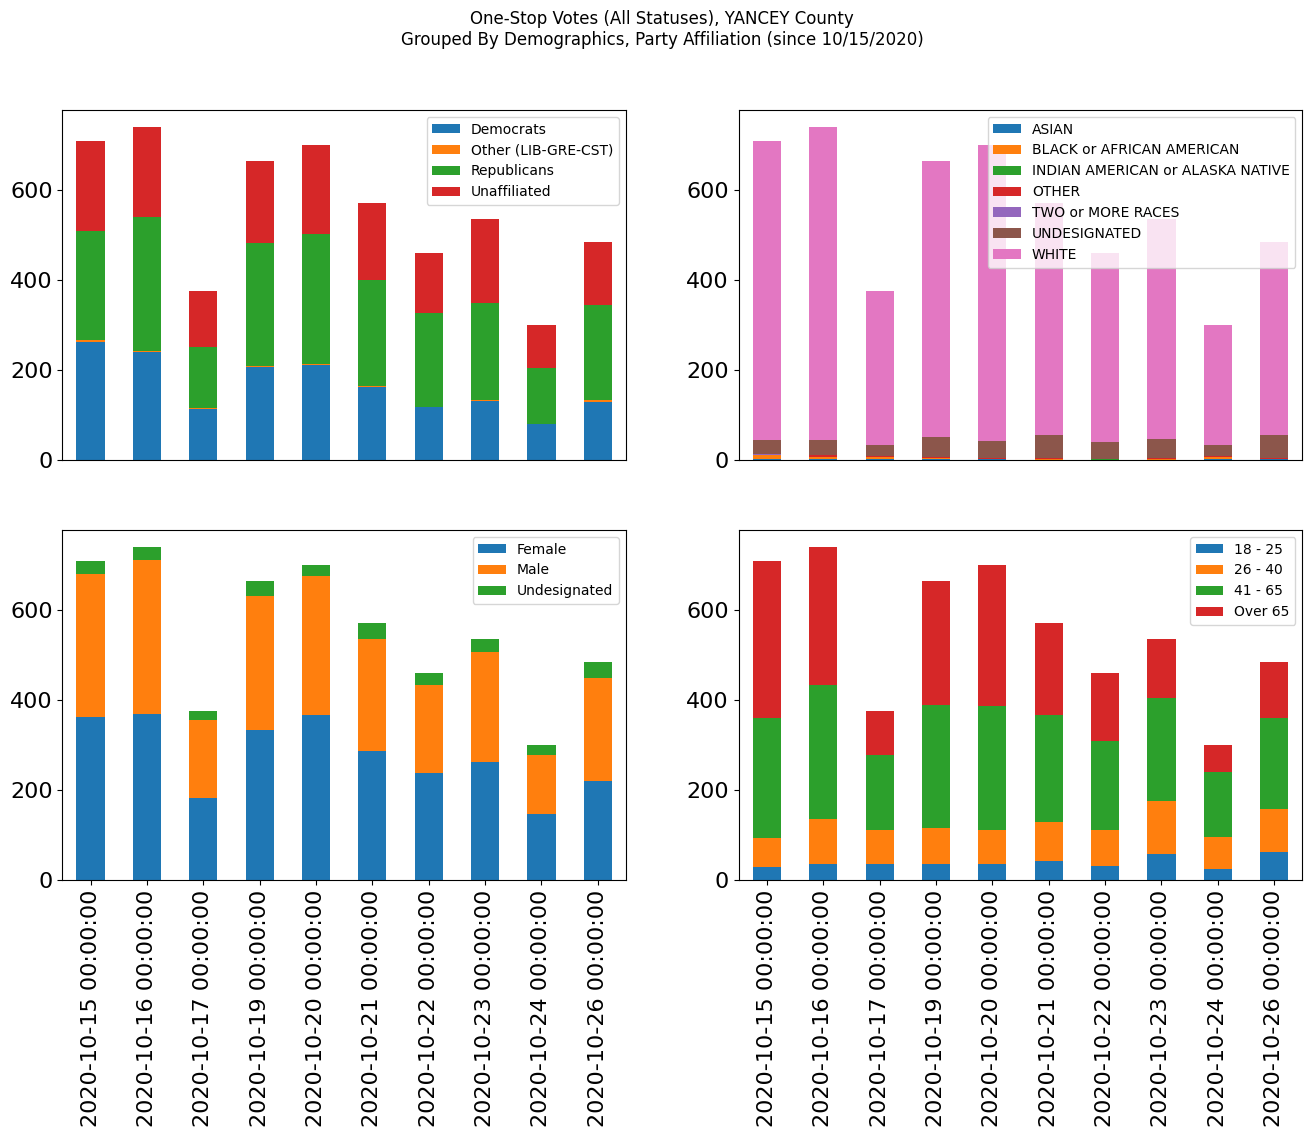 One-Stop Votes (All Statuses), YANCEY County
Grouped By Demographics, Party Affiliation (since 10/15/2020)
600
400
200
0
Democrats
Other (LIB-GRE-CST)
Republicans
Unaffiliated
600
400
200
0
ASIAN
BLACK or AFRICAN AMERICAN
INDIAN AMERICAN or ALASKA NATIVE
OTHER
TWO or MORE RACES
UNDESIGNATED
WHITE
600
400
200
0
Female
Male
Undesignated
2020-10-15 00:00:00
2020-10-16 00:00:00
2020-10-17 00:00:00
2020-10-19 00:00:00
2020-10-20 00:00:00
2020-10-21 00:00:00
2020-10-22 00:00:00
2020-10-23 00:00:00
2020-10-24 00:00:00
2020-10-26 00:00:00
600
400
200
0
18 - 25
26 - 40
41 - 65
Over 65
2020-10-15 00:00:00
2020-10-16 00:00:00
2020-10-17 00:00:00
2020-10-19 00:00:00
2020-10-20 00:00:00
2020-10-21 00:00:00
2020-10-22 00:00:00
2020-10-23 00:00:00
2020-10-24 00:00:00
2020-10-26 00:00:00